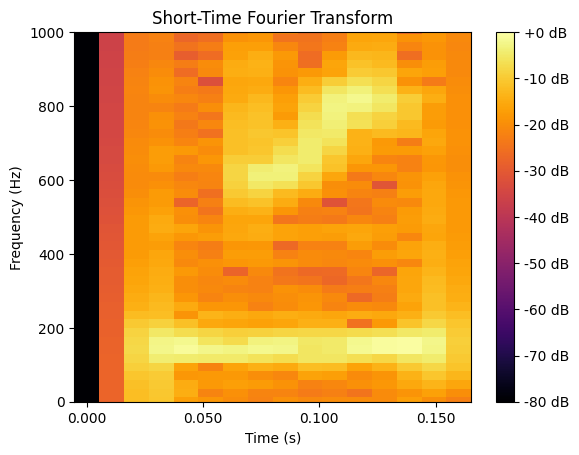 Short-Time Fourier Transform
Frequency (Hz)
1000
800
600
400
200
0
0.000 0.050 0.100 0.150
Time (s)
+0 dB
-10 dB
-20 dB
-30 dB
-40 dB
-50 dB
-60 dB
-70 dB
-80 dB